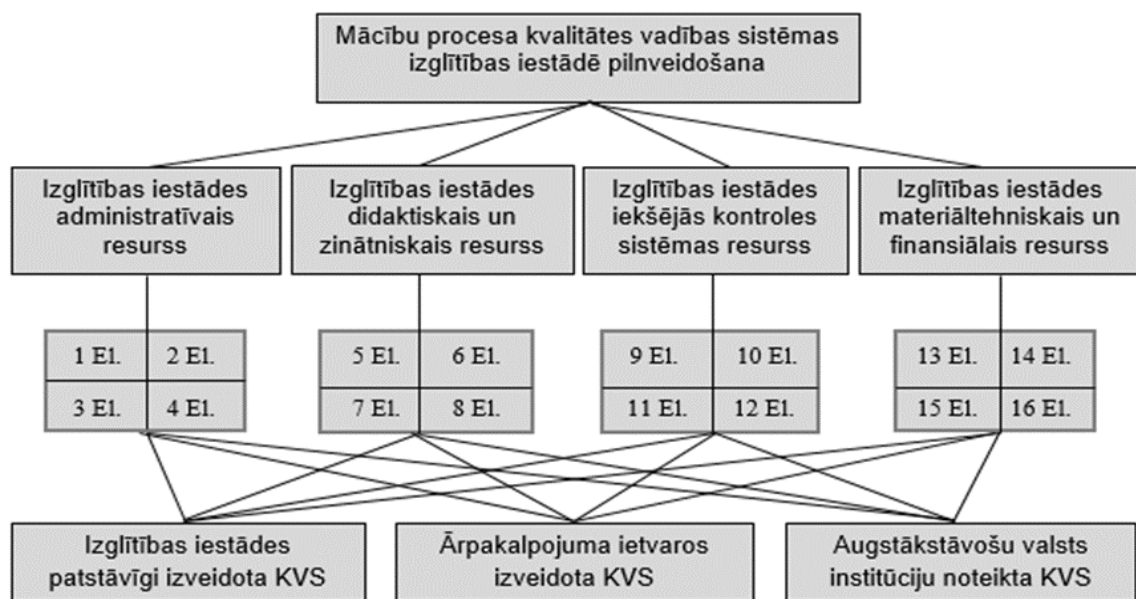 Mācību procesa kvalitātes vadības sistēmas
izglītības iestādē pilnveidošana
Izglītības iestādes
administratīvais
resurss
Izglītības iestādes
didaktiskais un
zinātniskais resurss
Izglītības iestādes
iekšējās kontroles
sistēmas resurss
Izglītības iestādes
materiāltehniskais un
finansiālais resurss
1 El. 2 El.
3 El. 4 El.
5 El. 6 El.
7 El. 8 El.
9 El. 10 El.
11 El. 12 El.
13 El. 14 El.
15 El. 16 El.
Izglītības iestādes
patstāvīgi izveidota KVS
Ārpakalpojuma ietvaros
izveidota KVS
Augstākstāvošu valsts
institūciju noteikta KVS